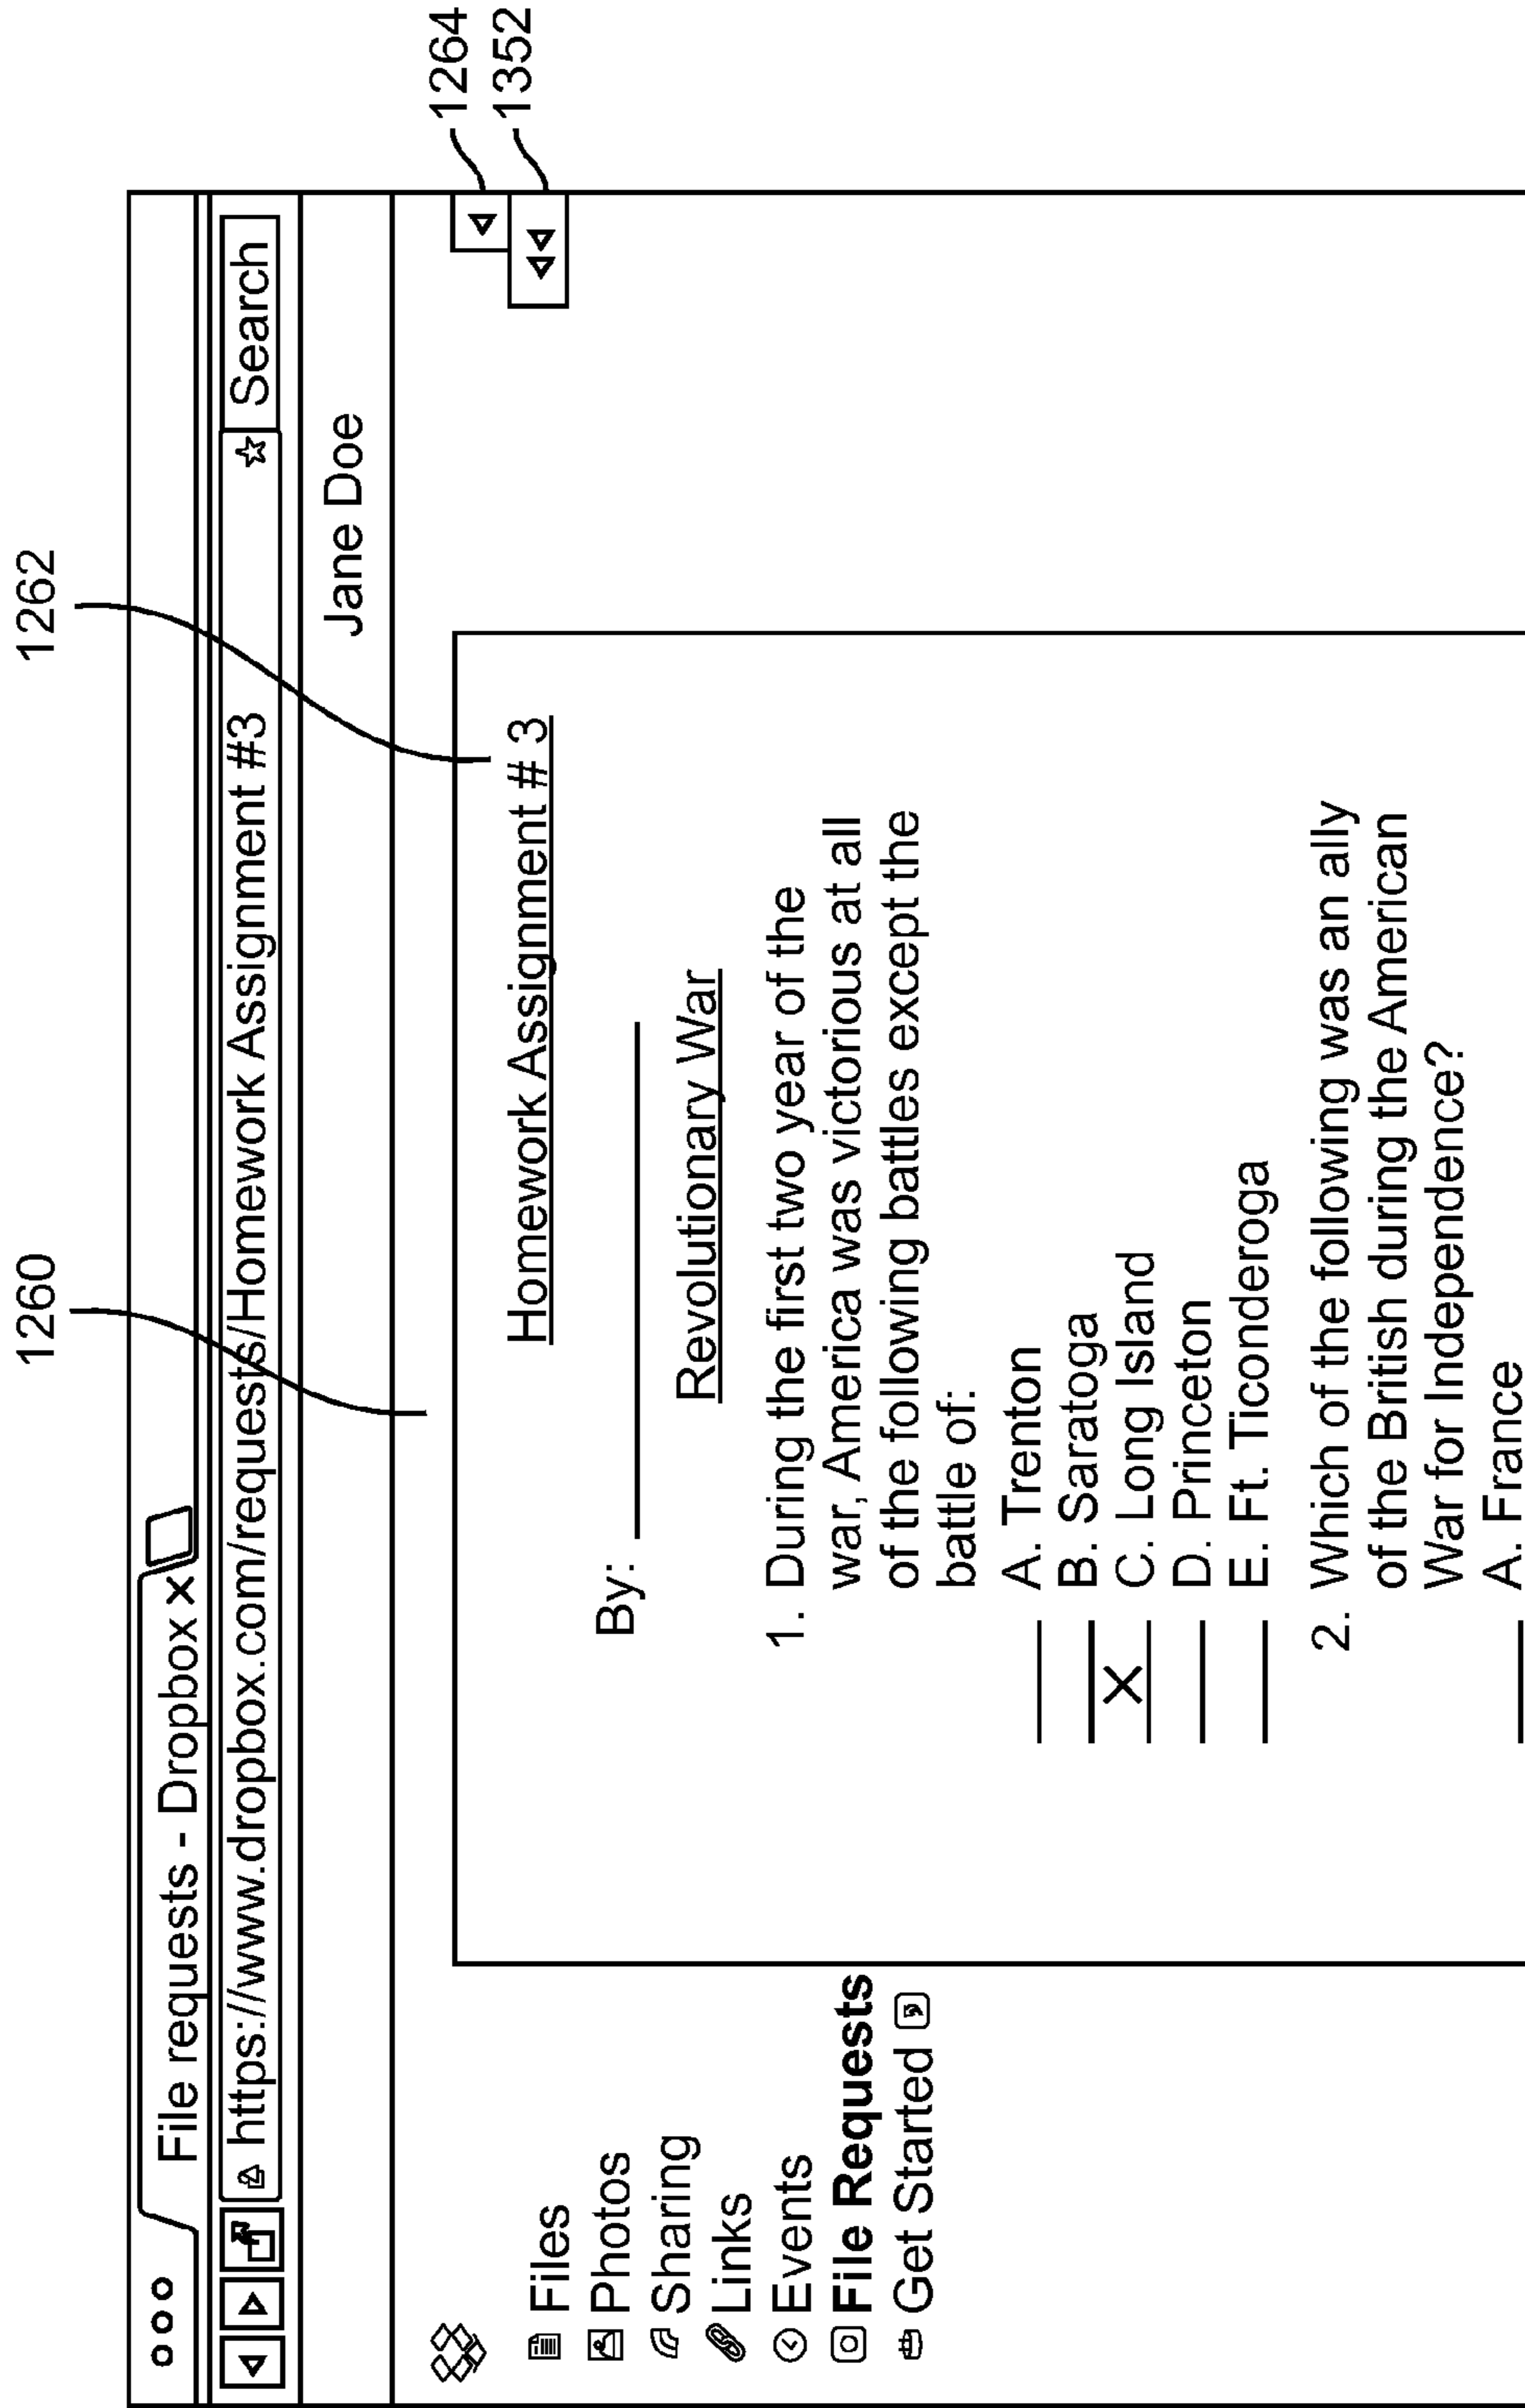 1260
1262
File requests - Dropbox x
https://www.dropbox.com/requests/Homework Assignment #3
Search
Jane Doe
1264
1352
Files
Photos
Sharing
Links
Events
File Requests
Get Started
Homework Assignment # 3
By:
Revolutionary War
1. During the first two year of the
war, America was victorious at all
of the following battles except the
battle of:
A. Trenton
B. Saratoga
X C. Long Island
D. Princeton
E. Ft. Ticonderoga
2. Which of the following was an ally
of the British during the American
War for Independence?
A. France